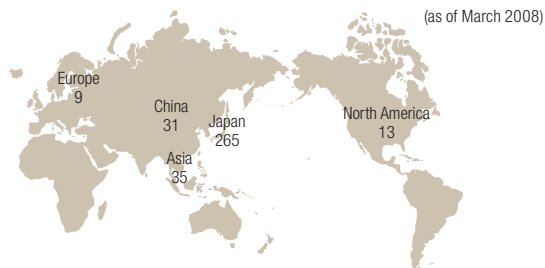 (as of March 2008)
Europe
9
China
31
Japan
265
North America
13
Asia
35